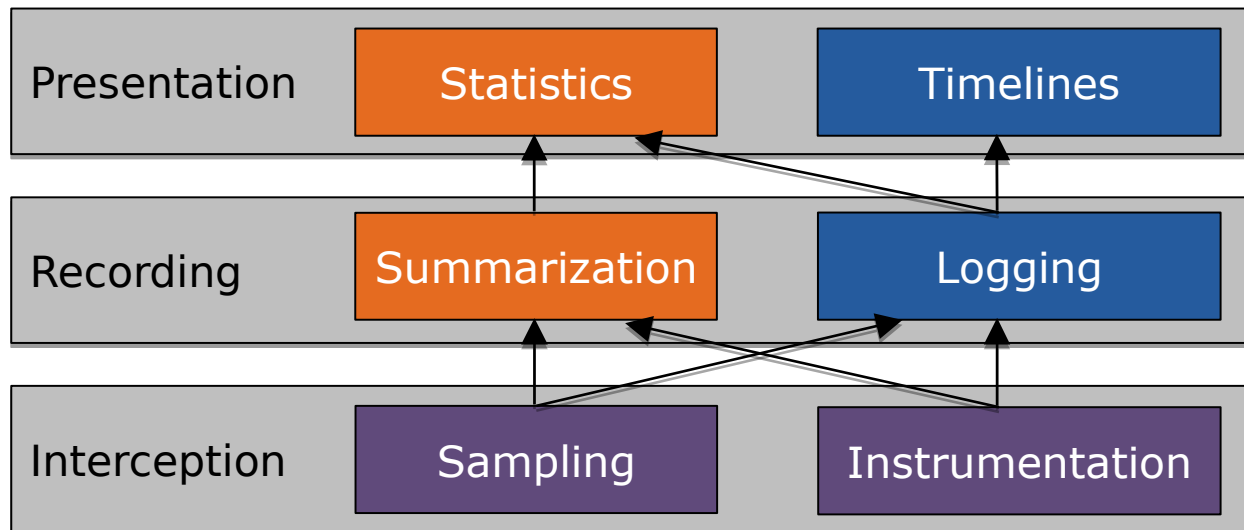 Presentation
Statistics
Timelines
Recording
Summarization
Logging
Interception
Sampling
Instrumentation